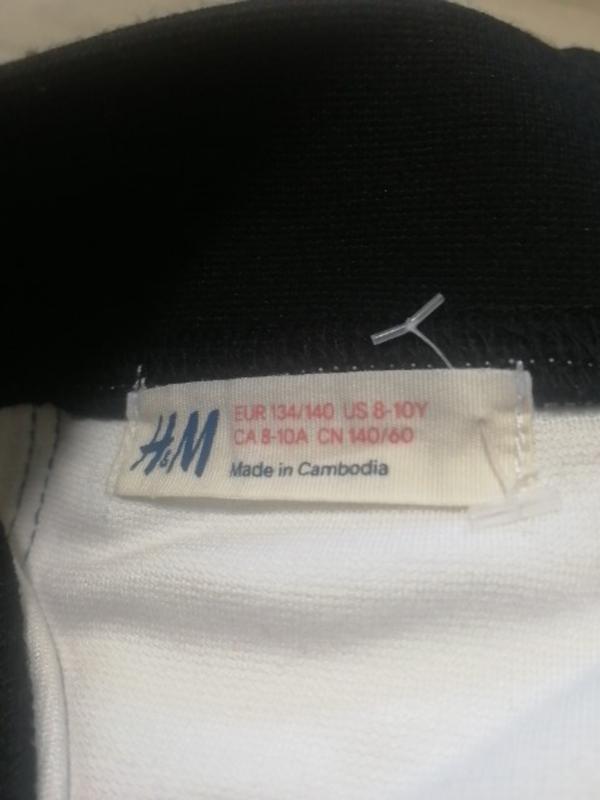 H&M
EUR 134/140 US 8-10Y
CA 8-10A CN 140/60
Made in Cambodia